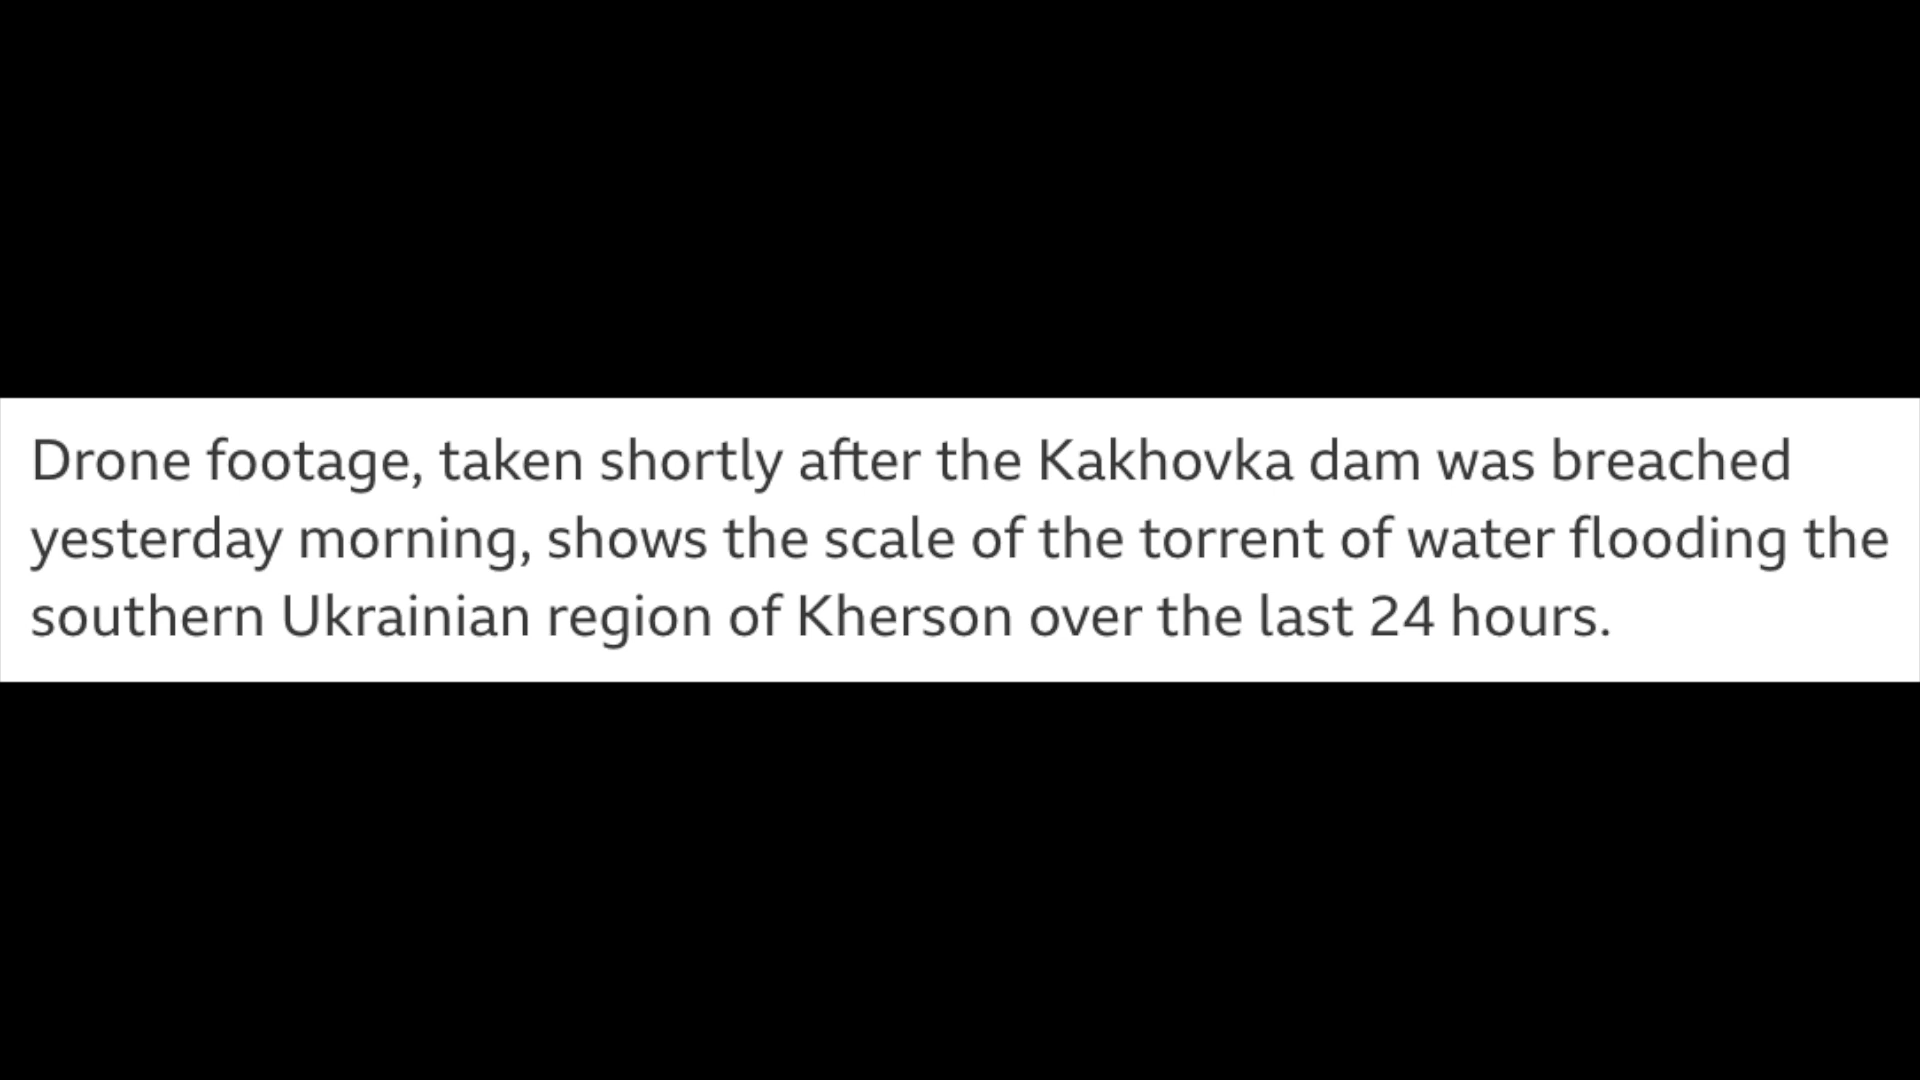 Drone footage, taken shortly after the Kakhovka dam was breached
yesterday morning, shows the scale of the torrent of water flooding the
southern Ukrainian region of Kherson over the last 24 hours.